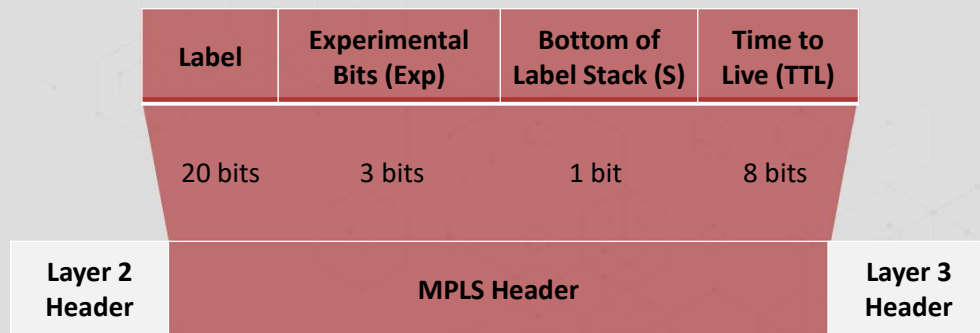 Label
Experimental
Bits (Exp)
Bottom of
Label Stack (S)
Time to
Live (TTL)
20 bits
3 bits
1 bit
8 bits
Layer 2
Header
MPLS Header
Layer 3
Header